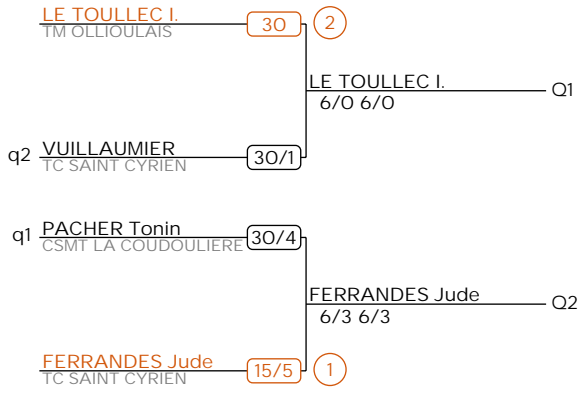 LE TOULLEC I. 30 2
TM OLLIOULAIS
LE TOULLEC I. Q1
6/0 6/0
q2 VUILLAUMIER 30/1
TC SAINT CYRIEN
q1 PACHER Tonin 30/4
CSMT LA COUDOULIERE
FERRANDES Jude Q2
6/3 6/3
FERRANDES Jude 15/5 1
TC SAINT CYRIEN